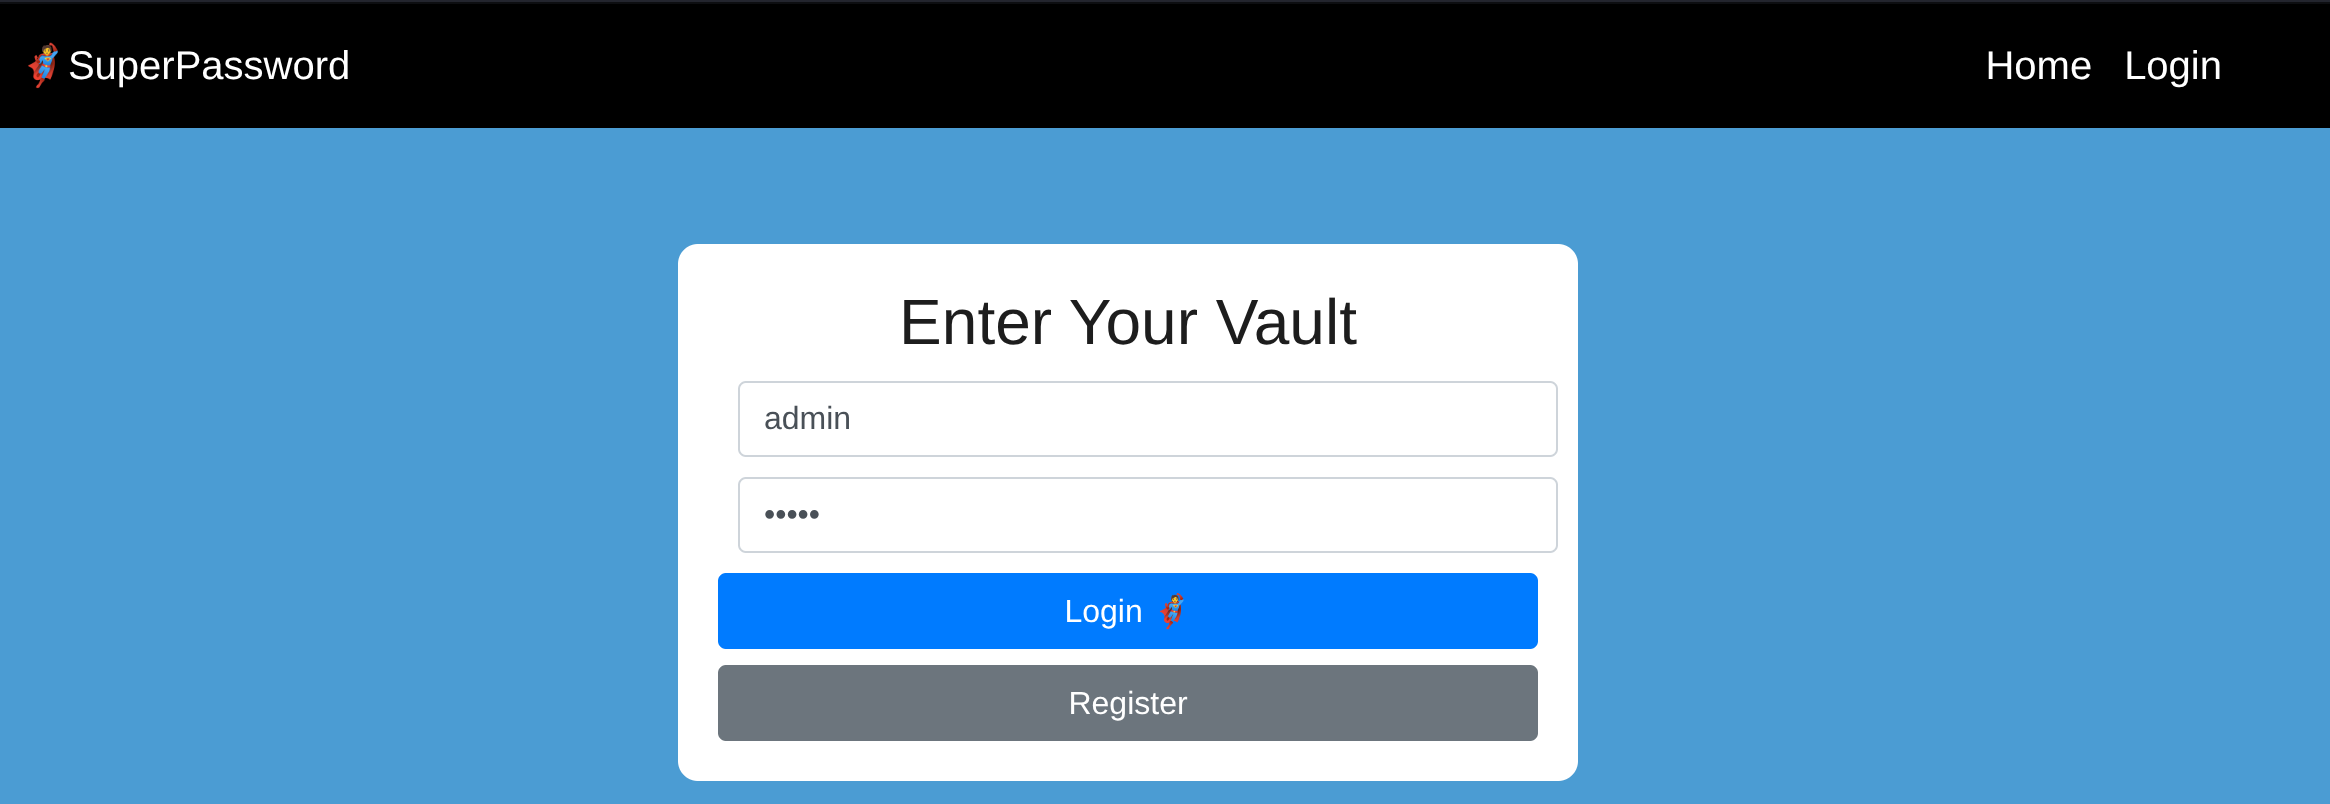 SuperPassword Home Login
Enter Your Vault
admin
•••••
Login
Register